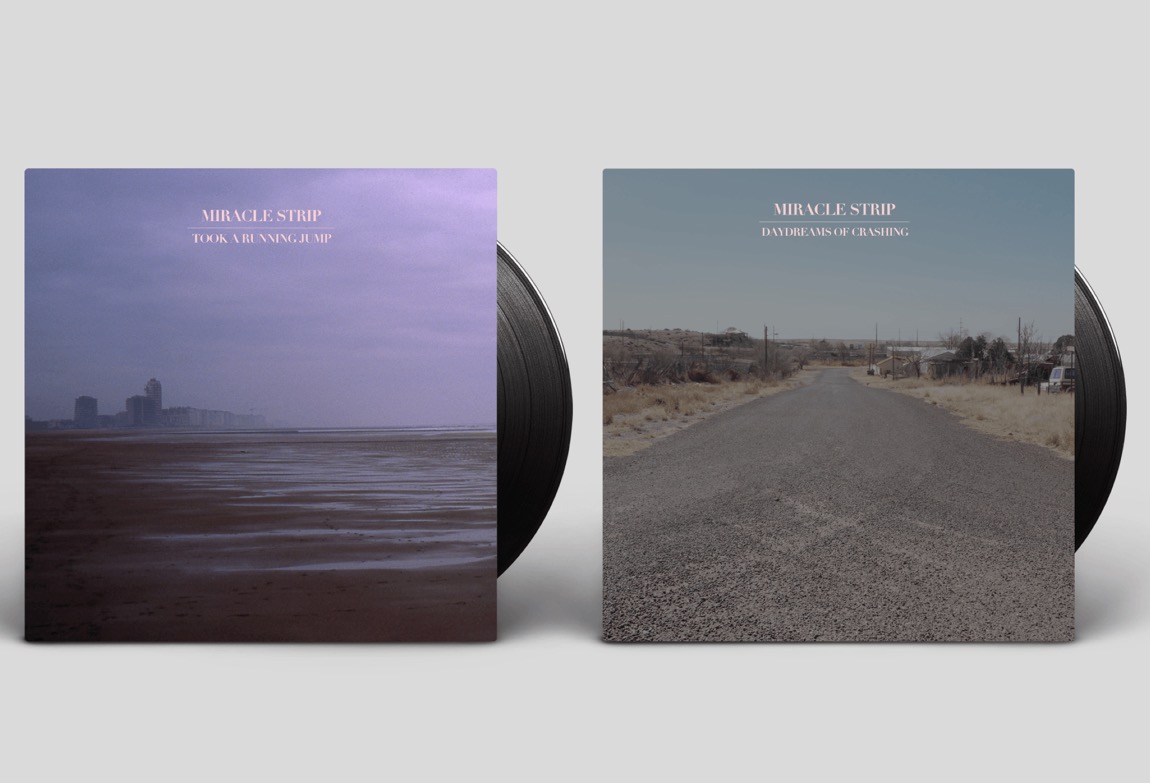 MIRACLE STRIP
TOOK A RUNNING JUMP
MIRACLE STRIP
DAYDREAMS OF CRASHING